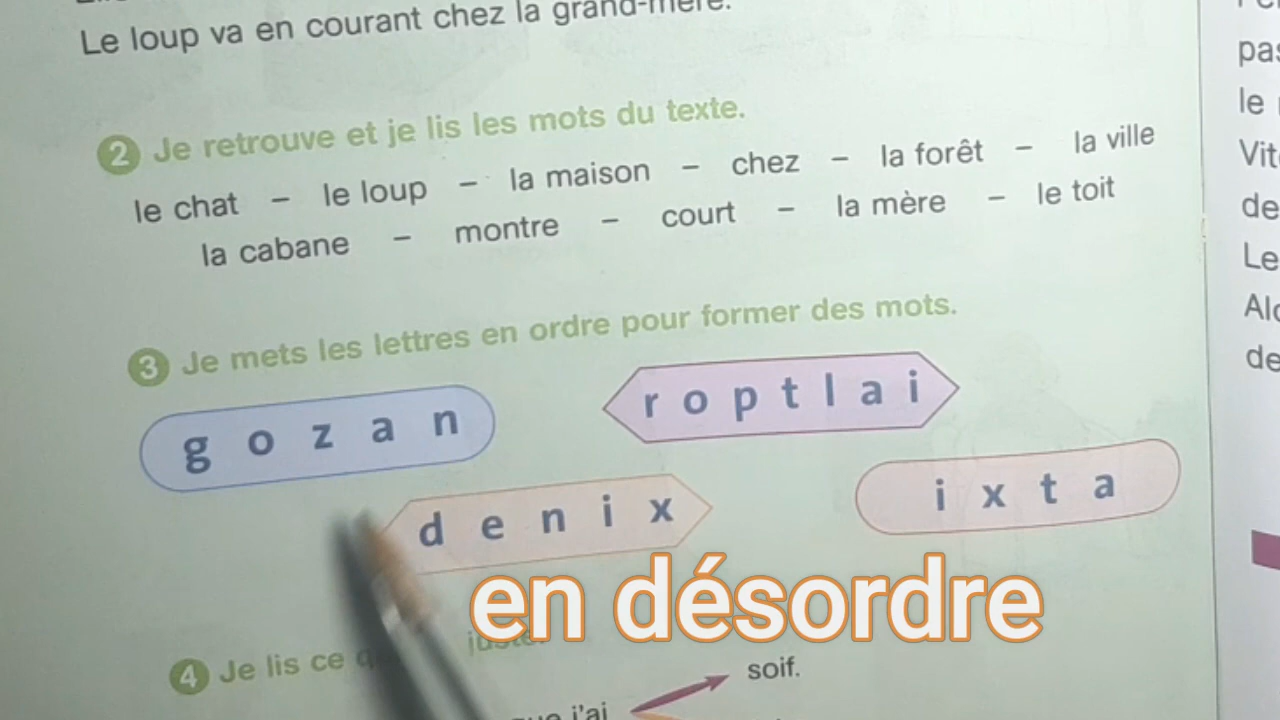 Le loup va en courant chez la grand-mère.
2 Je retrouve et je lis les mots du texte.
le chat – le loup – la maison – chez – la forêt – la ville
la cabane – montre – court – la mère – le toit
3 Je mets les lettres en ordre pour former des mots.
g o z a n
r o p t l a i
d e n i x
i x t a
en désordre
4 Je lis ce
soif.
j'ai
le
Vit
de
Le
de